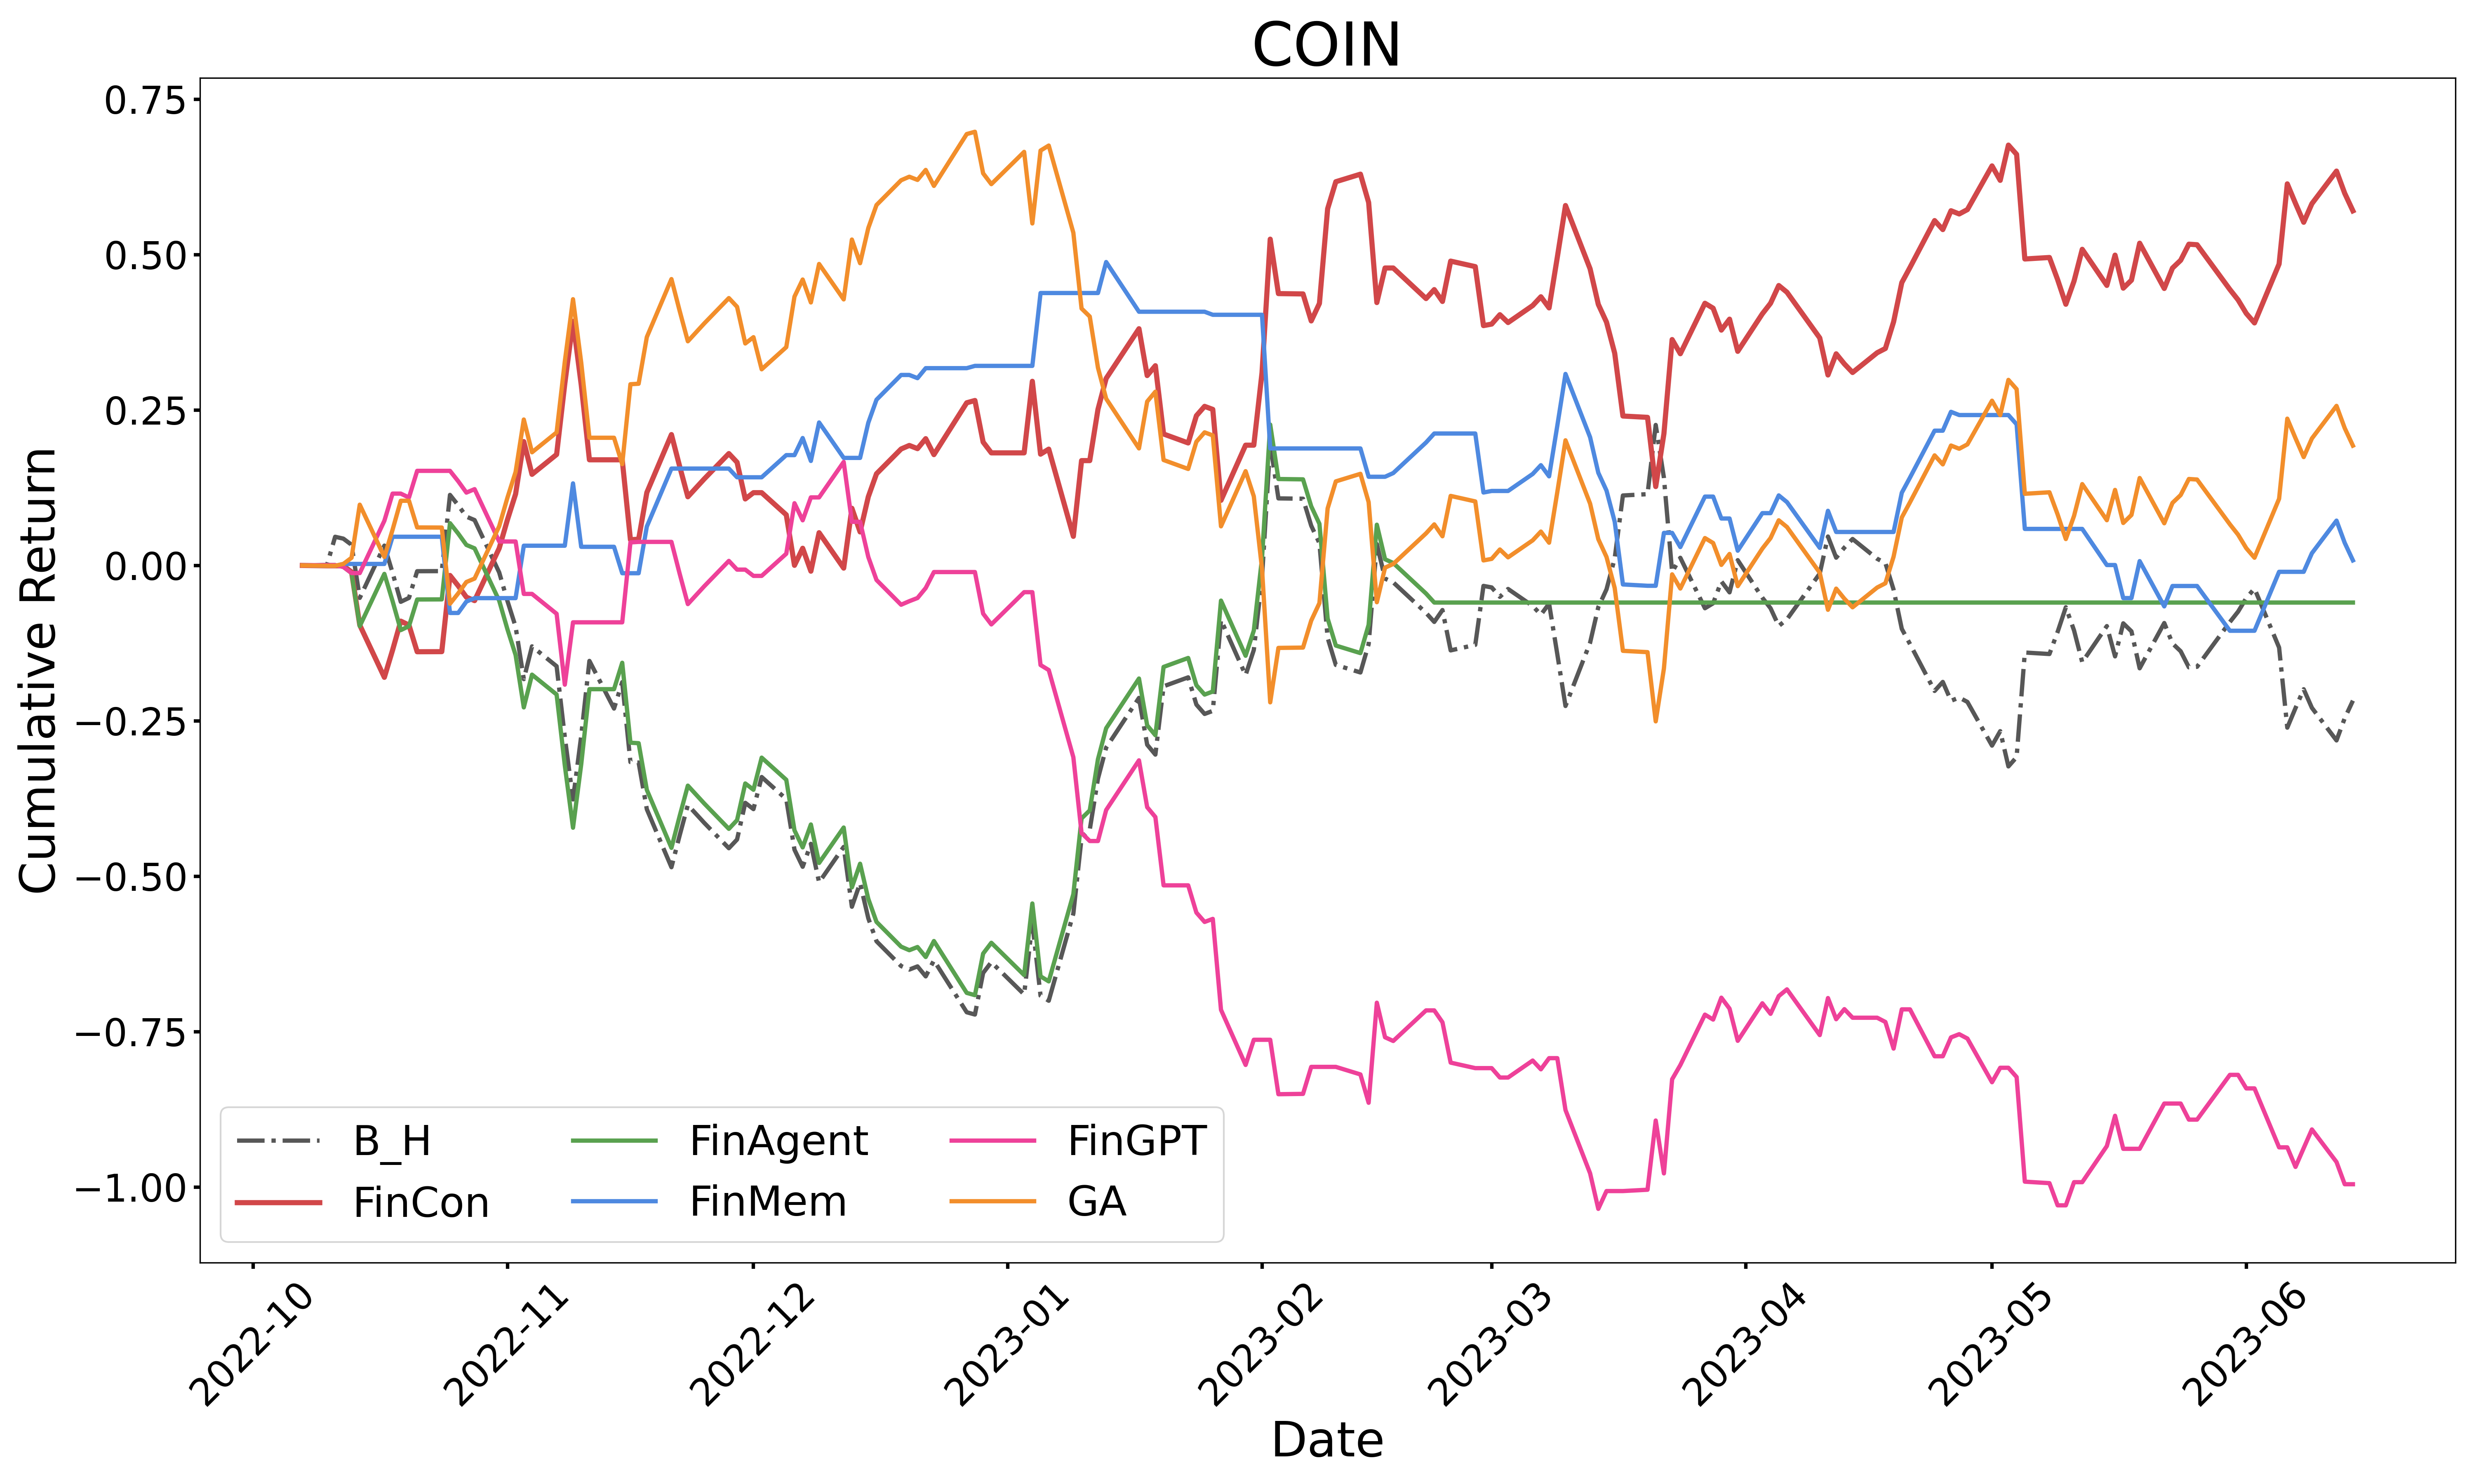 COIN
Cumulative Return
0.75
0.50
0.25
0.00
−0.25
−0.50
−0.75
−1.00
B_H
FinCon
FinAgent
FinMem
FinGPT
GA
2022-10
2022-11
2022-12
2023-01
2023-02
2023-03
2023-04
2023-05
2023-06
Date